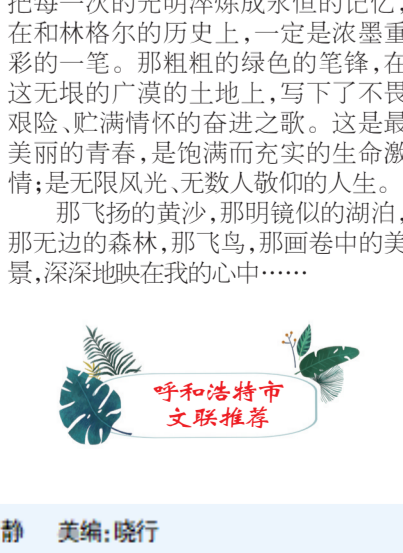 把每一次的光明淬炼成永恒的记忆,
在和林格尔的历史上,一定是浓墨重
彩的一笔。那粗粗的绿色的笔锋,在
这无垠的广漠的土地上,写下了不畏
艰险、贮满情怀的奋进之歌。这是最
美丽的青春,是饱满而充实的生命激
情;是无限风光、无数人敬仰的人生。
那飞扬的黄沙,那明镜似的湖泊,
那无边的森林,那飞鸟,那画卷中的美
景,深深地映在我的心中……
呼和浩特市
文联推荐
静 美编:晓行